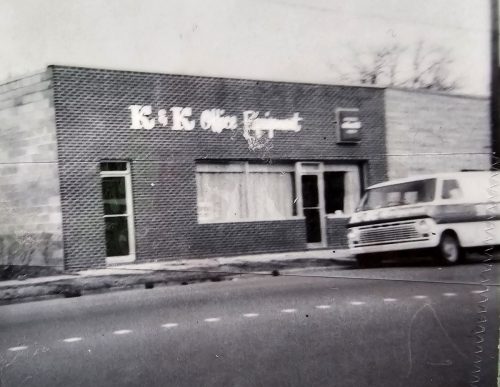 K & K Office Equipment